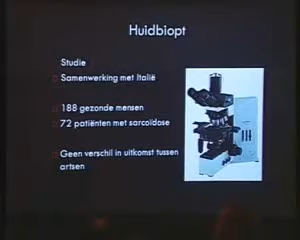 Huidbiopt
Studie
Samenwerking met Italië
188 gezonde mensen
72 patiënten met sarcoïdose
Geen verschil in uitkomst tussen
artsen